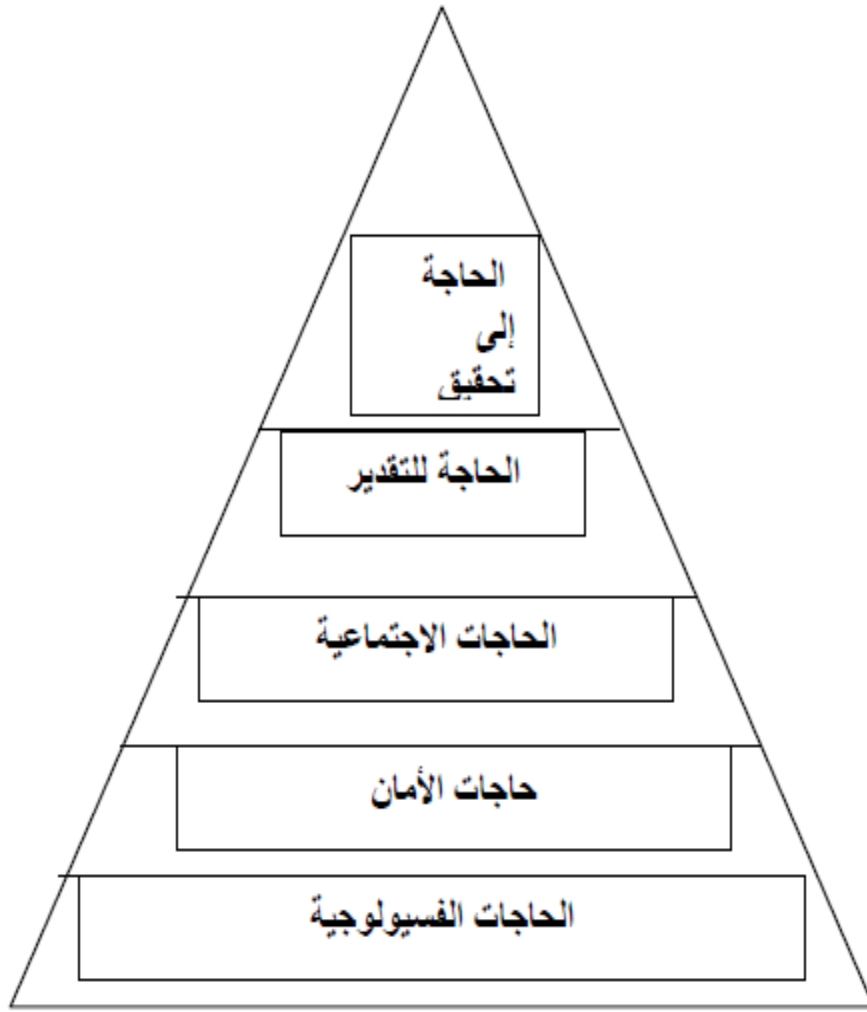 الحاجة
إلى
تحقيق
الحاجة للتقدير
الحاجات الاجتماعية
حاجات الأمان
الحاجات الفسيولوجية